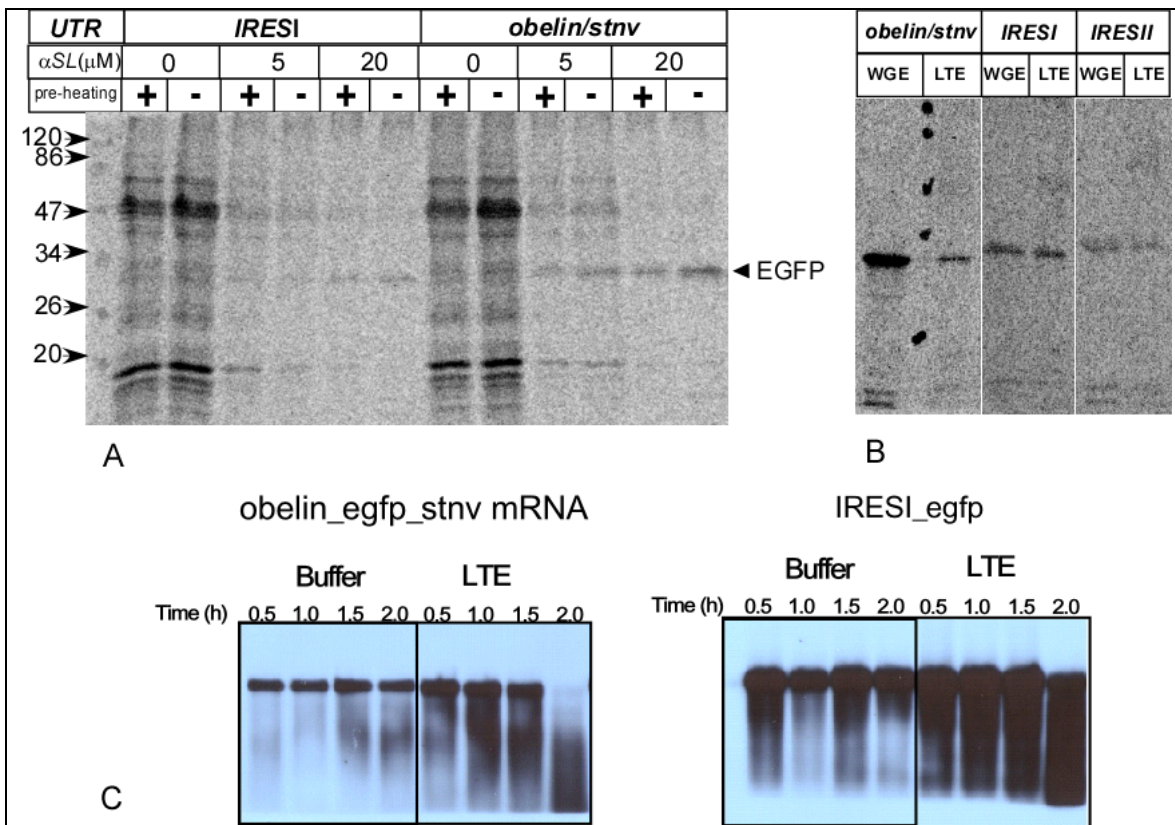 UTR IRESI obelin/stnv
αSL(μM) 0 5 20 0 5 20
pre-heating + - + - + - + - + - + -
120
86
47
34
26
20
EGFP
A
obelin/stnv IRESI IRESII
WGE LTE WGE LTE WGE LTE
B
obelin_egfp_stnv mRNA
Buffer LTE
Time (h) 0.5 1.0 1.5 2.0 0.5 1.0 1.5 2.0
IRESI_egfp
Buffer LTE
Time (h) 0.5 1.0 1.5 2.0 0.5 1.0 1.5 2.0
C